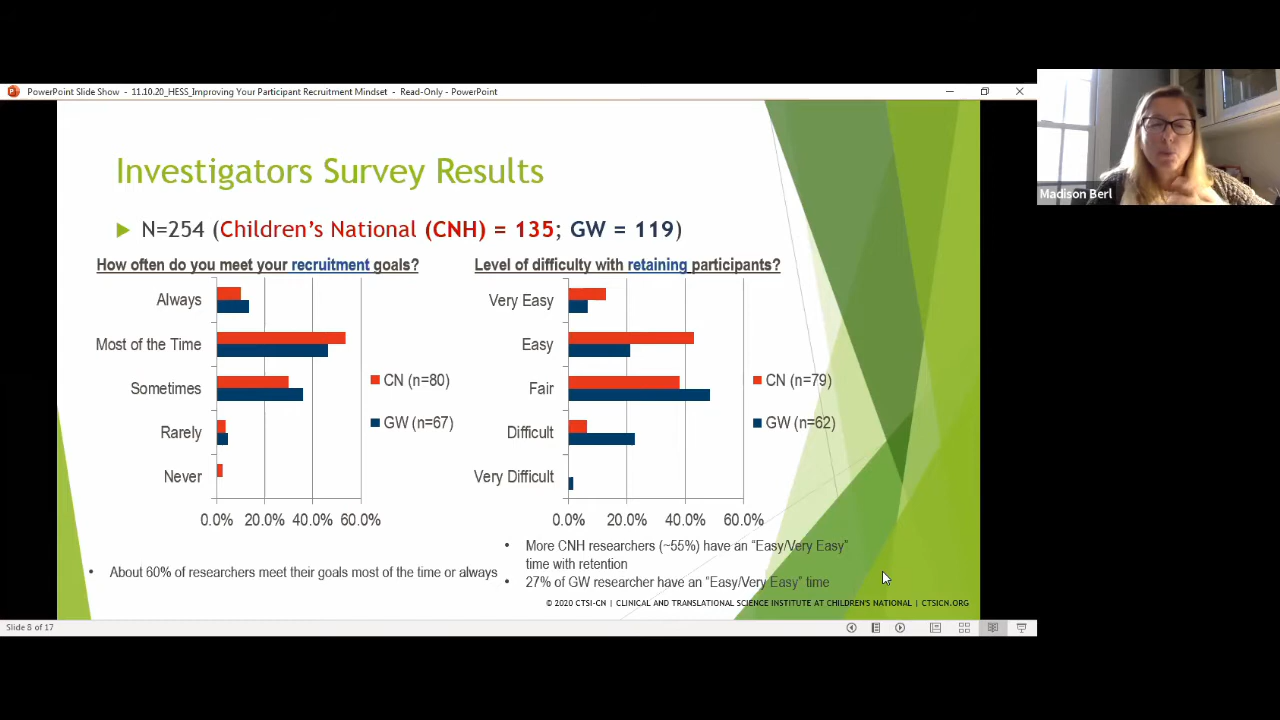 PowerPoint Slide Show - 11.10.20_HESS_Improving Your Participant Recruitment Mindset - Read-Only - PowerPoint
Madison Berl
Investigators Survey Results
N=254 (Children's National (CNH) = 135; GW = 119)
How often do you meet your recruitment goals?
Always
Most of the Time
Sometimes
Rarely
Never
0.0% 20.0% 40.0% 60.0%
CN (n=80)
GW (n=67)
About 60% of researchers meet their goals most of the time or always
Level of difficulty with retaining participants?
Very Easy
Easy
Fair
Difficult
Very Difficult
0.0% 20.0% 40.0% 60.0%
CN (n=79)
GW (n=62)
More CNH researchers (~55%) have an "Easy/Very Easy"
time with retention
27% of GW researcher have an "Easy/Very Easy" time
© 2020 CTSI-CN | CLINICAL AND TRANSLATIONAL SCIENCE INSTITUTE AT CHILDREN'S NATIONAL | CTSICN.ORG
Slide 8 of 17